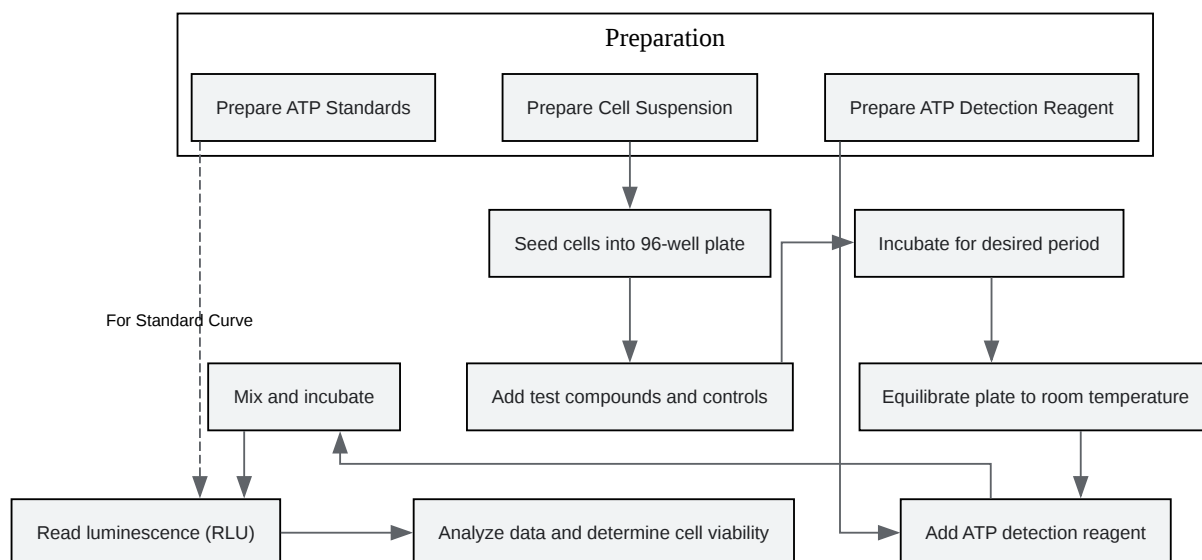 Preparation
Prepare ATP Standards
Prepare Cell Suspension
Prepare ATP Detection Reagent
Seed cells into 96-well plate
Incubate for desired period
For Standard Curve
Mix and incubate
Add test compounds and controls
Equilibrate plate to room temperature
Read luminescence (RLU)
Analyze data and determine cell viability
Add ATP detection reagent